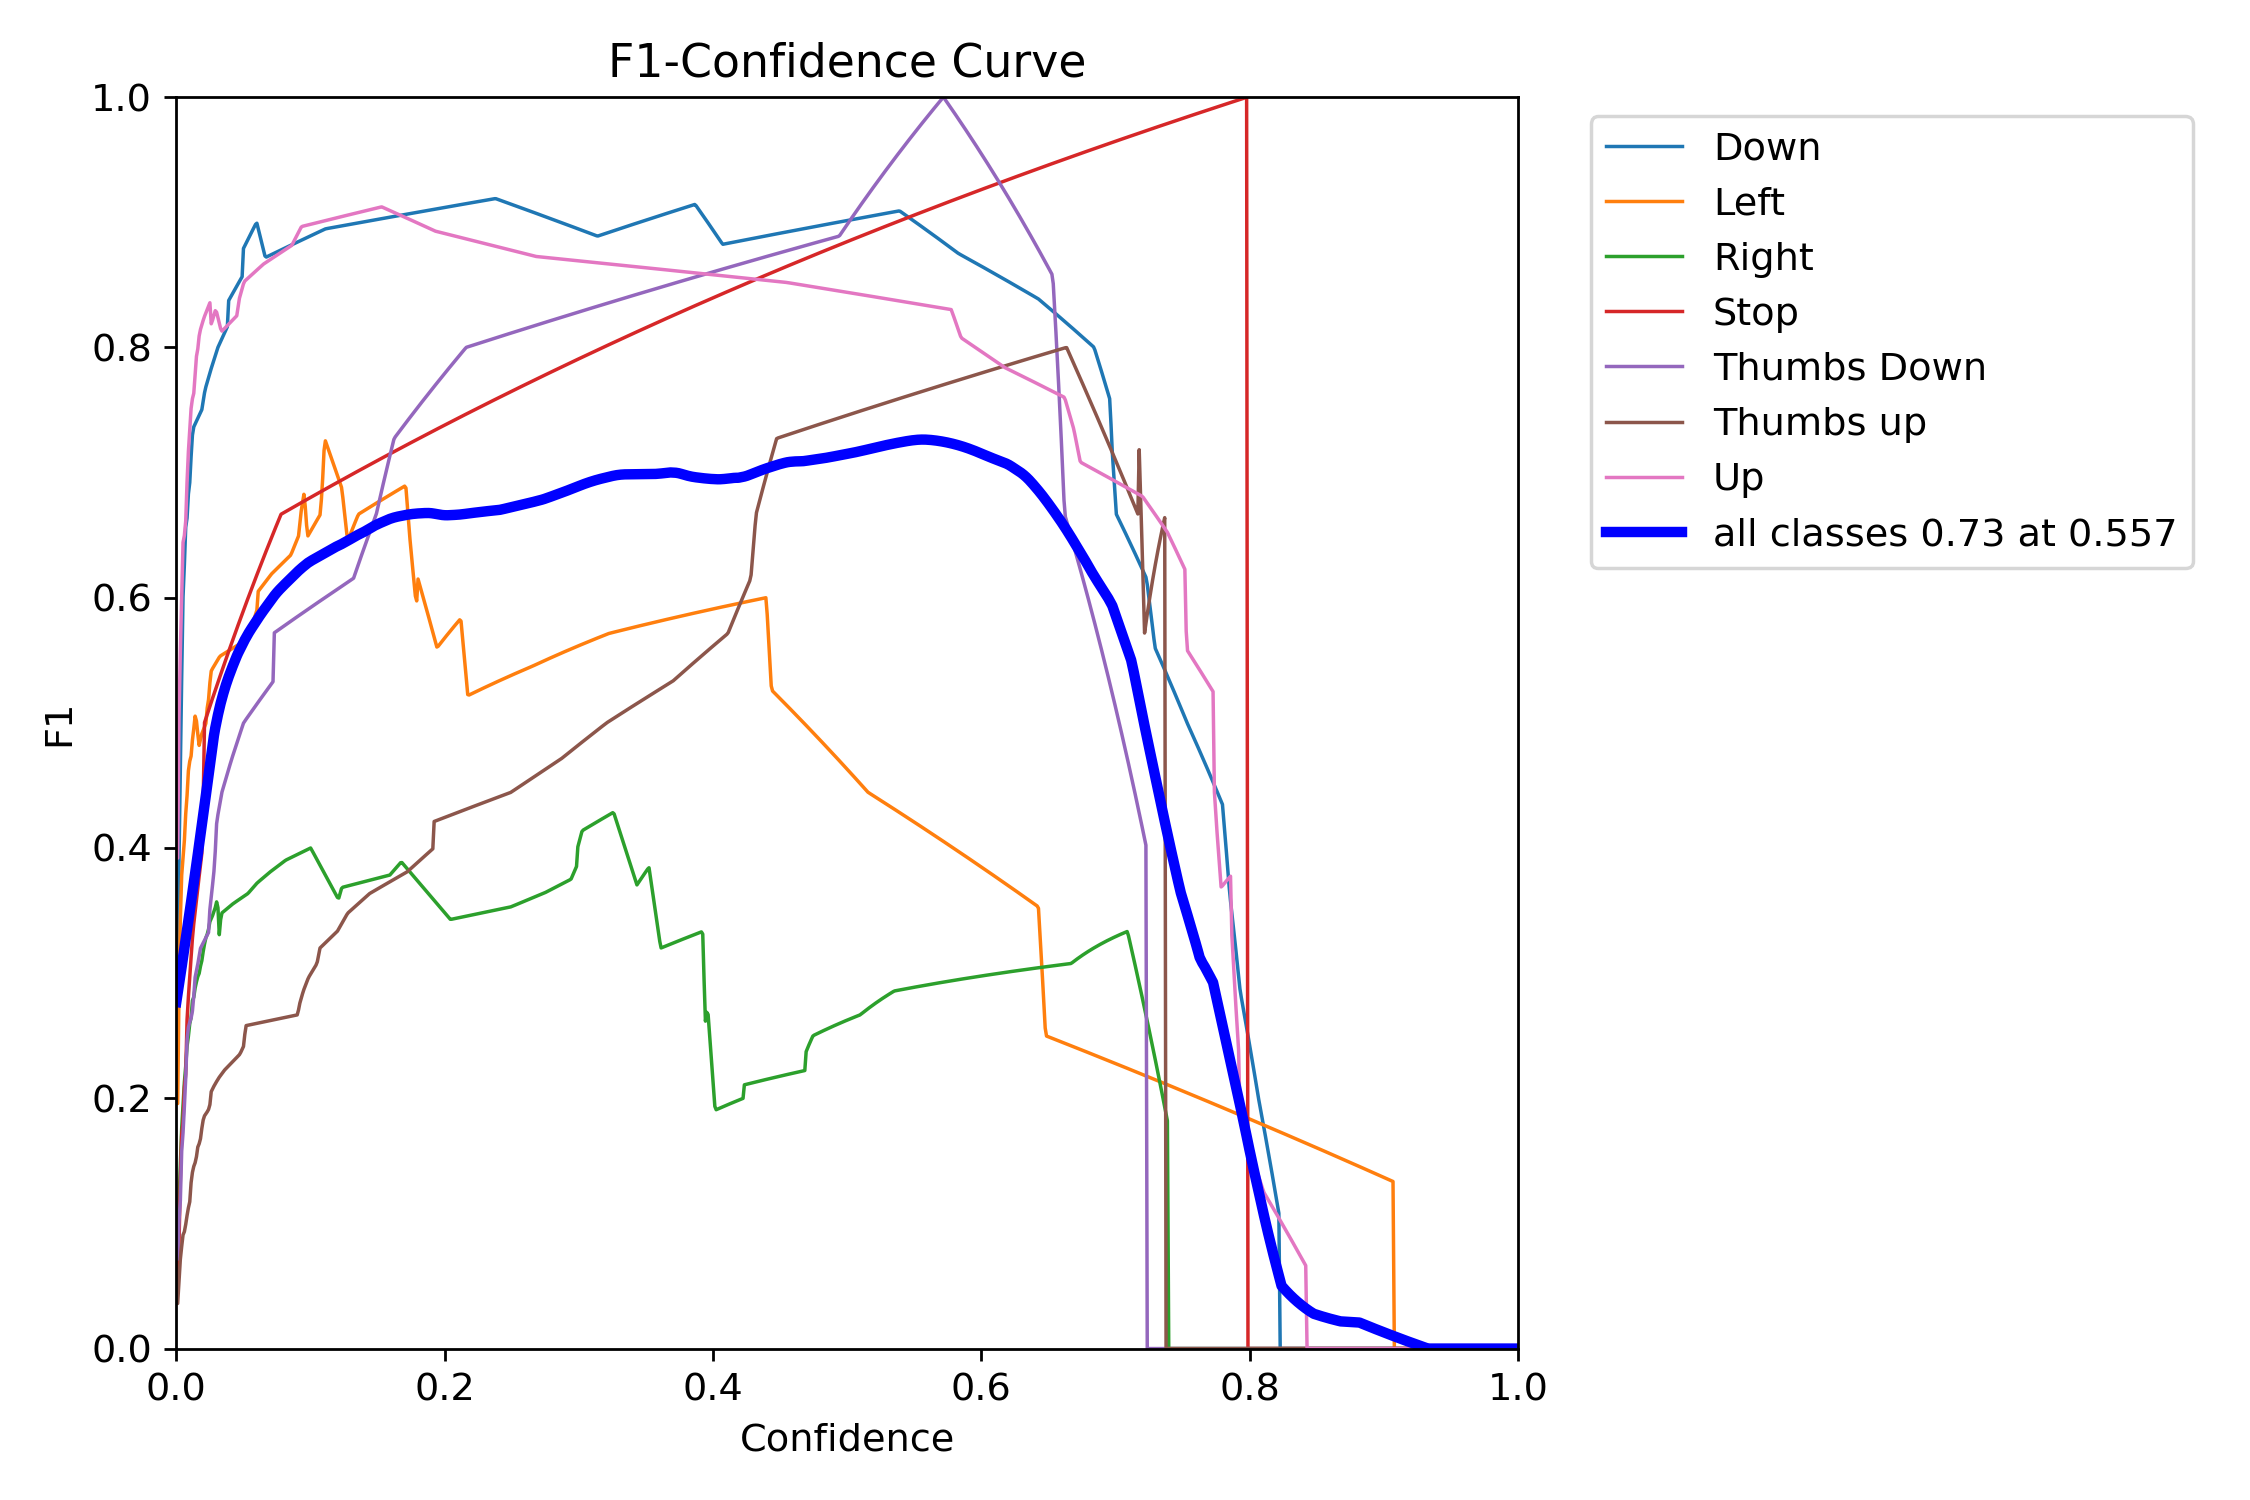 F1-Confidence Curve
1.0
0.8
0.6
0.4
0.2
0.0
F1
0.0 0.2 0.4 0.6 0.8 1.0
Confidence
Down
Left
Right
Stop
Thumbs Down
Thumbs up
Up
all classes 0.73 at 0.557